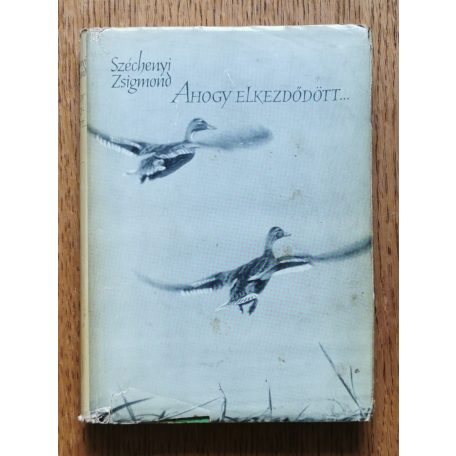 Széchenyi
Zsigmond
AHOGY ELKEZDŐDÖTT...